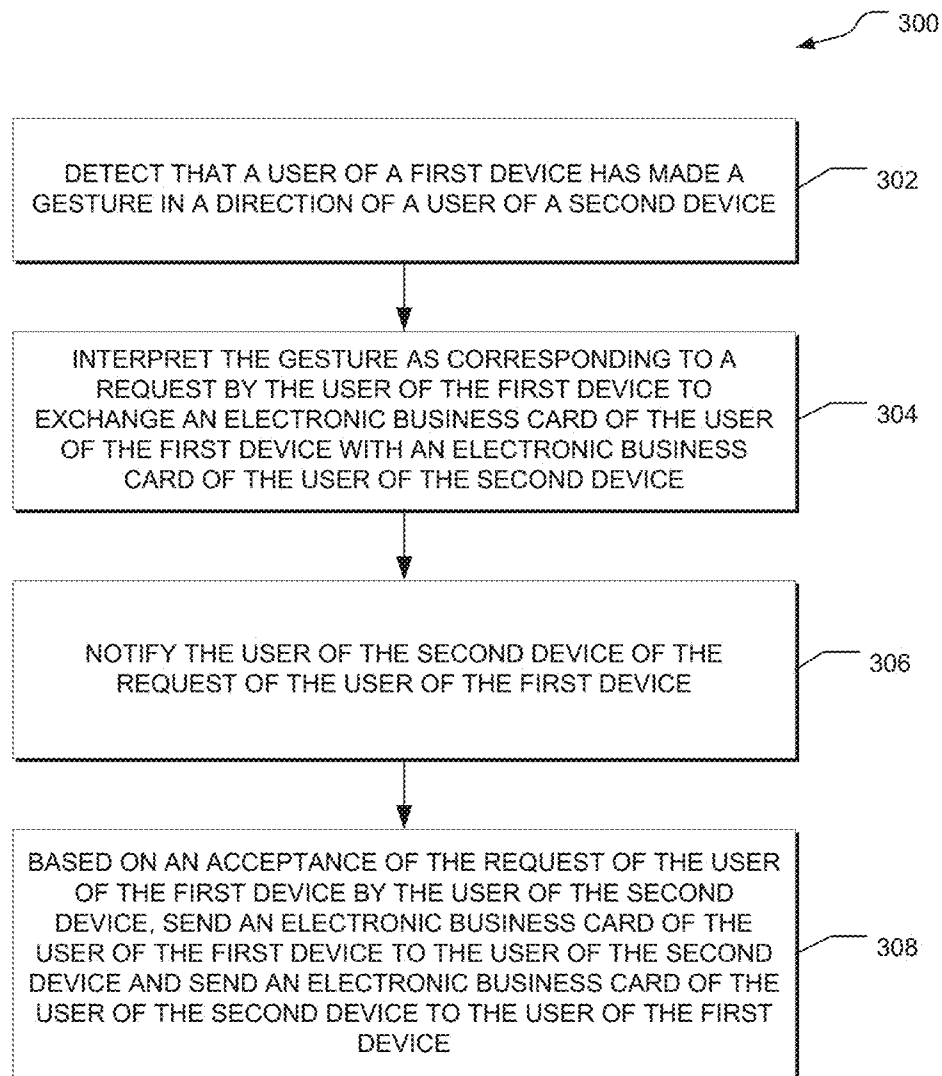 300
DETECT THAT A USER OF A FIRST DEVICE HAS MADE A
GESTURE IN A DIRECTION OF A USER OF A SECOND DEVICE
302
INTERPRET THE GESTURE AS CORRESPONDING TO A
REQUEST BY THE USER OF THE FIRST DEVICE TO
EXCHANGE AN ELECTRONIC BUSINESS CARD OF THE USER
OF THE FIRST DEVICE WITH AN ELECTRONIC BUSINESS
CARD OF THE USER OF THE SECOND DEVICE
304
NOTIFY THE USER OF THE SECOND DEVICE OF THE
REQUEST OF THE USER OF THE FIRST DEVICE
306
BASED ON AN ACCEPTANCE OF THE REQUEST OF THE USER
OF THE FIRST DEVICE BY THE USER OF THE SECOND
DEVICE, SEND AN ELECTRONIC BUSINESS CARD OF THE
USER OF THE FIRST DEVICE TO THE USER OF THE SECOND
DEVICE AND SEND AN ELECTRONIC BUSINESS CARD OF THE
USER OF THE SECOND DEVICE TO THE USER OF THE FIRST
DEVICE
308